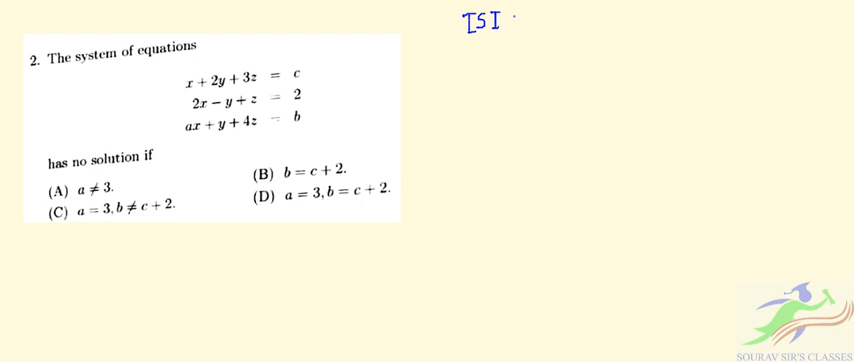 ISI
2. The system of equations
x + 2y + 3z = c
2x − y + z = 2
ax + y + 4z = b
has no solution if
(A) a ≠ 3.
(B) b = c + 2.
(C) a = 3, b ≠ c + 2.
(D) a = 3, b = c + 2.
SOURAV SIR'S CLASSES